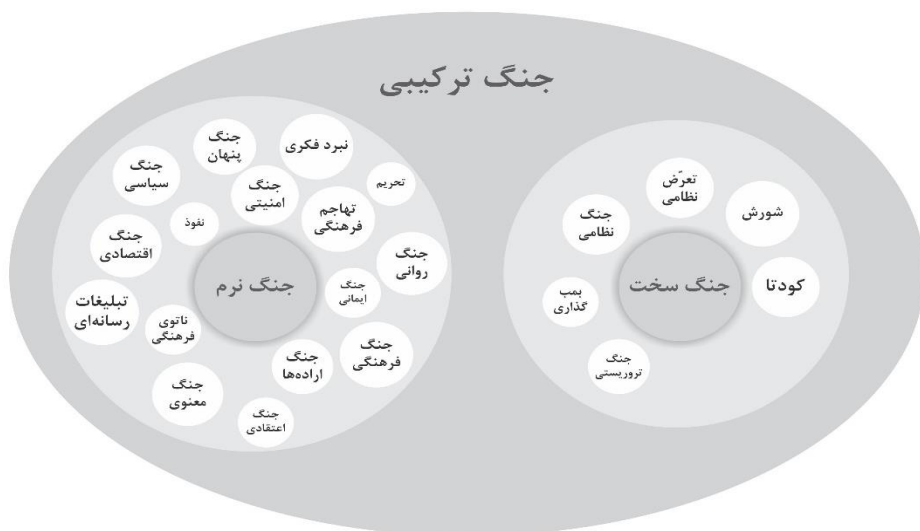 جنگ ترکیبی
جنگ سخت
شورش
تعرّض
نظامی
جنگ
نظامی
کودتا
بمب
گذاری
جنگ
تروریستی
جنگ نرم
نبرد فکری
جنگ
پنهان
جنگ
سیاسی
جنگ
امنیتی
تحریم
تهاجم
فرهنگی
نفوذ
جنگ
اقتصادی
جنگ
روانی
جنگ
ایمانی
تبلیغات
رسانه‌ای
ناتوی
فرهنگی
جنگ
فرهنگی
جنگ
اراده‌ها
جنگ
معنوی
جنگ
اعتقادی